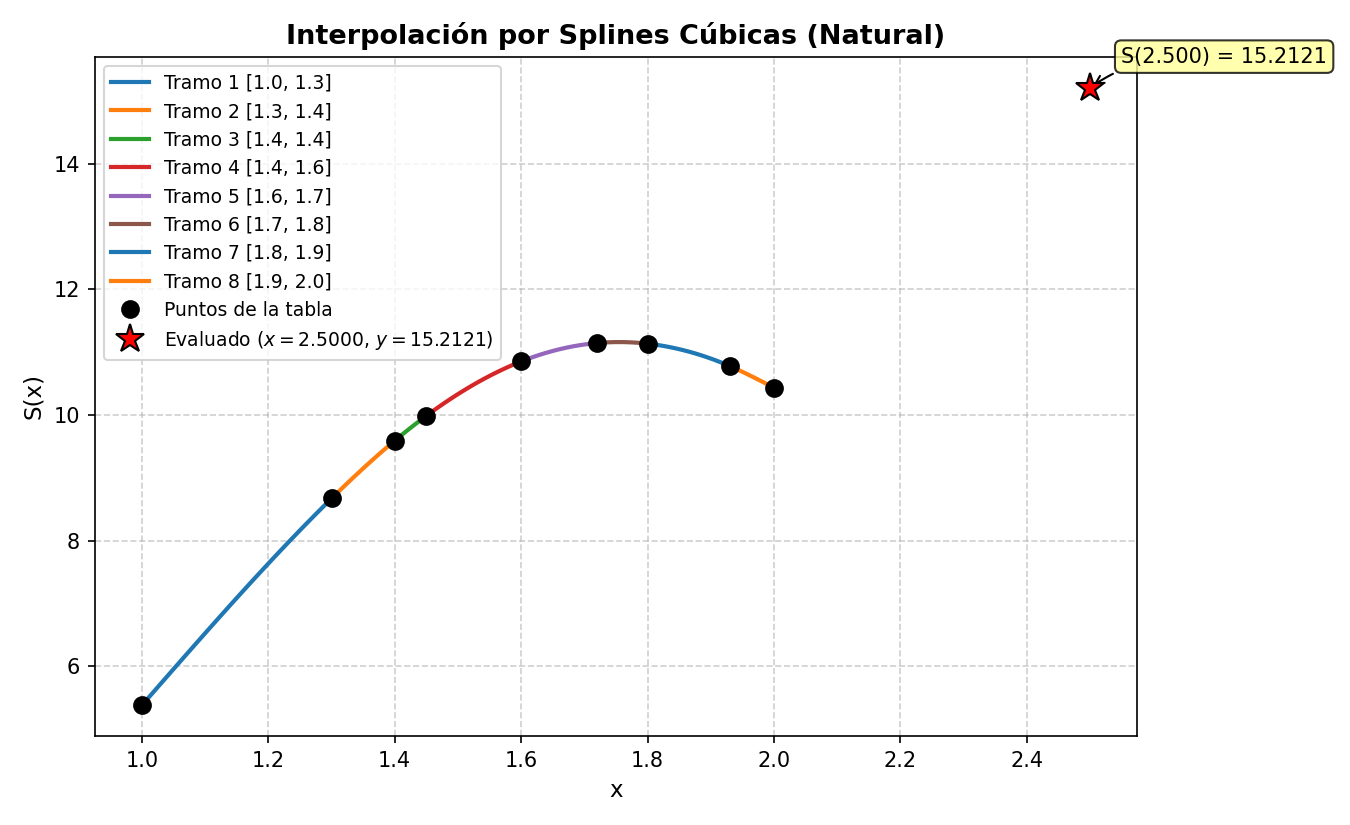 Interpolación por Splines Cúbicas (Natural)
S(2.500) = 15.2121
Tramo 1 [1.0, 1.3]
Tramo 2 [1.3, 1.4]
Tramo 3 [1.4, 1.4]
Tramo 4 [1.4, 1.6]
Tramo 5 [1.6, 1.7]
Tramo 6 [1.7, 1.8]
Tramo 7 [1.8, 1.9]
Tramo 8 [1.9, 2.0]
Puntos de la tabla
Evaluado (x = 2.5000, y = 15.2121)
14
12
10
8
6
S(x)
1.0 1.2 1.4 1.6 1.8 2.0 2.2 2.4
x